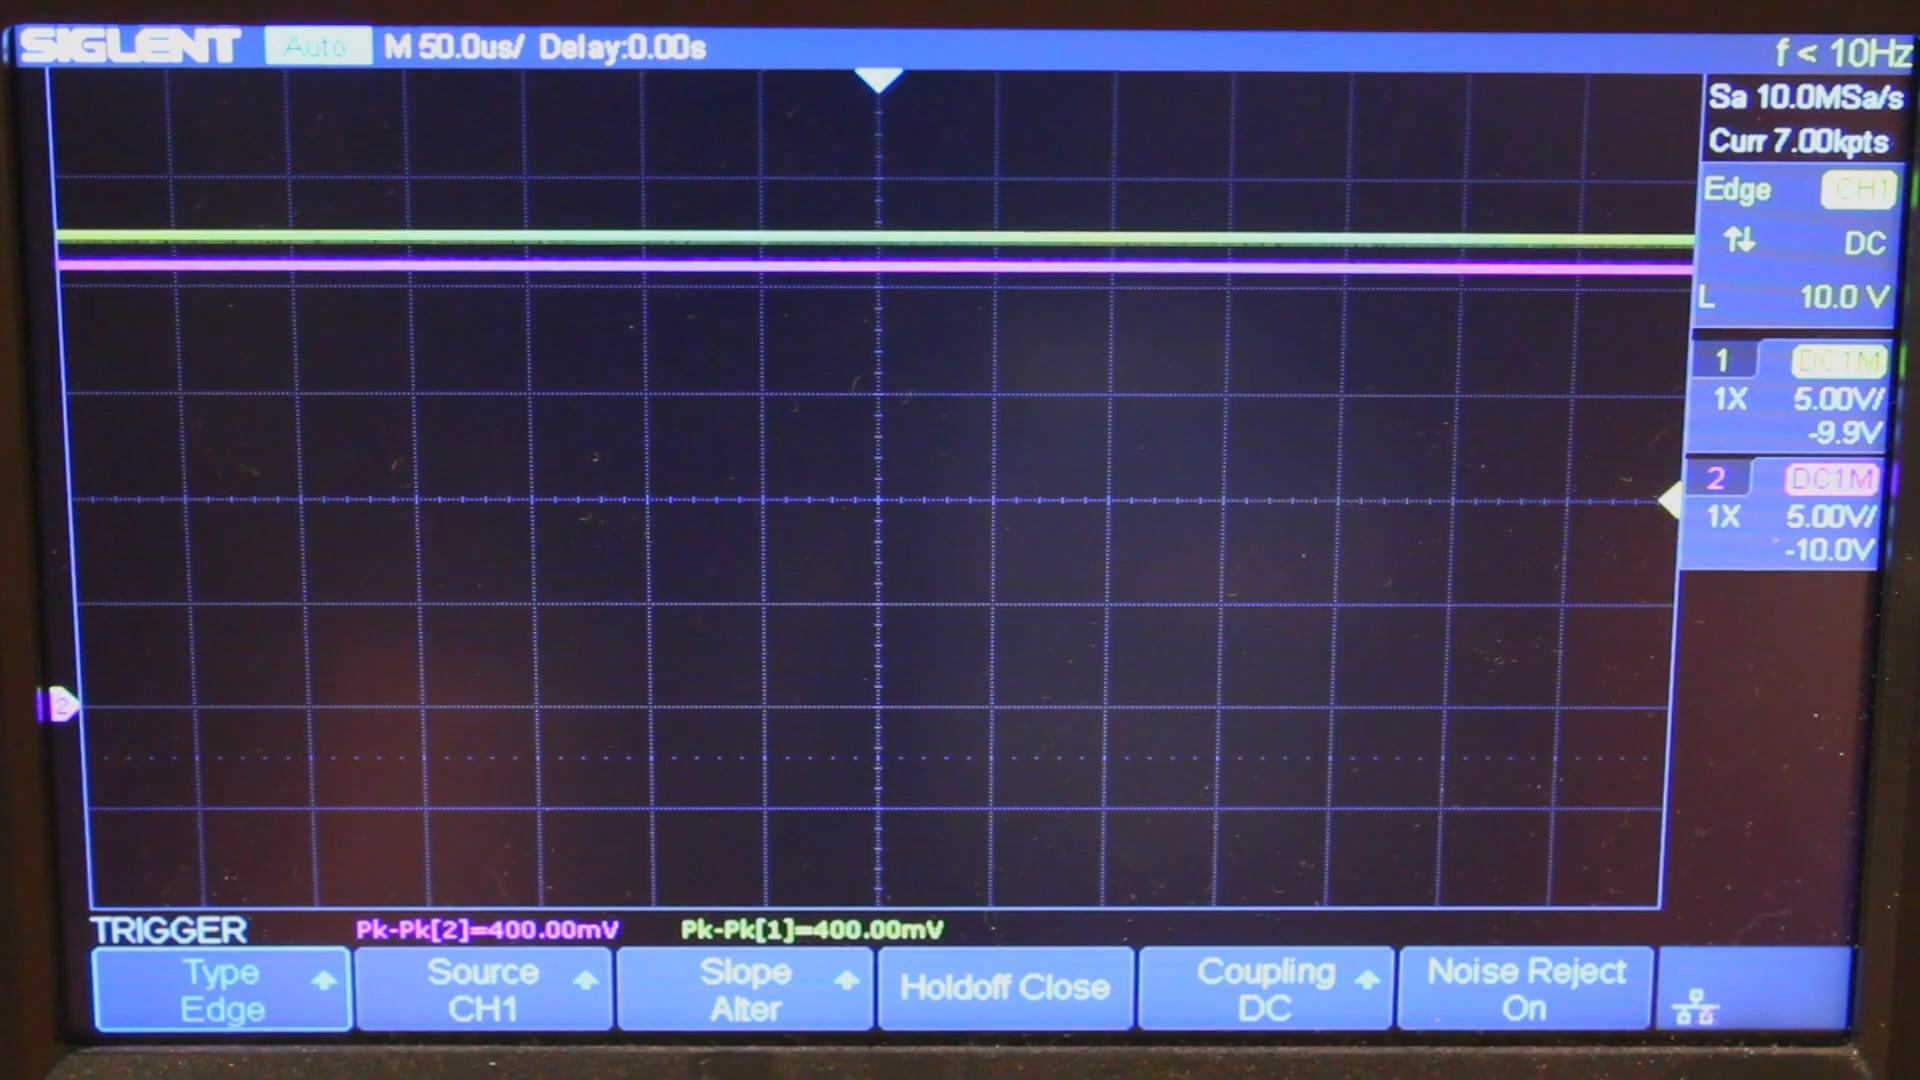 SIGLENT Auto M 50.0us/ Delay:0.00s f < 10Hz
Sa 10.0MSa/s
Curr 7.00kpts
Edge CH1
DC
L 10.0 V
1 DC1M
1X 5.00V/
-9.9V
2 DC1M
1X 5.00V/
-10.0V
2
TRIGGER Pk-Pk[2]=400.00mV Pk-Pk[1]=400.00mV
Type Edge
Source CH1
Slope Alter
Holdoff Close
Coupling DC
Noise Reject On